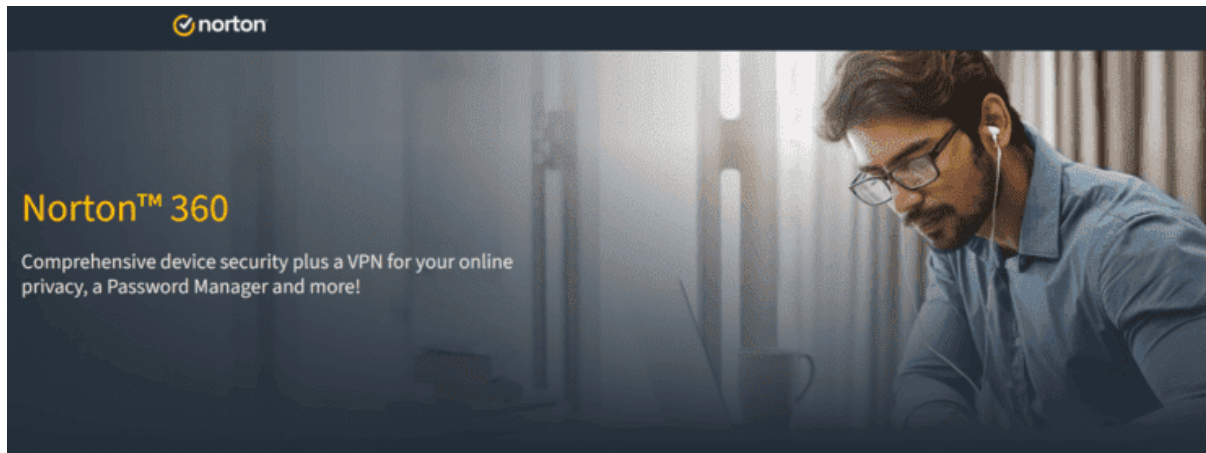 norton
Norton™ 360
Comprehensive device security plus a VPN for your online
privacy, a Password Manager and more!